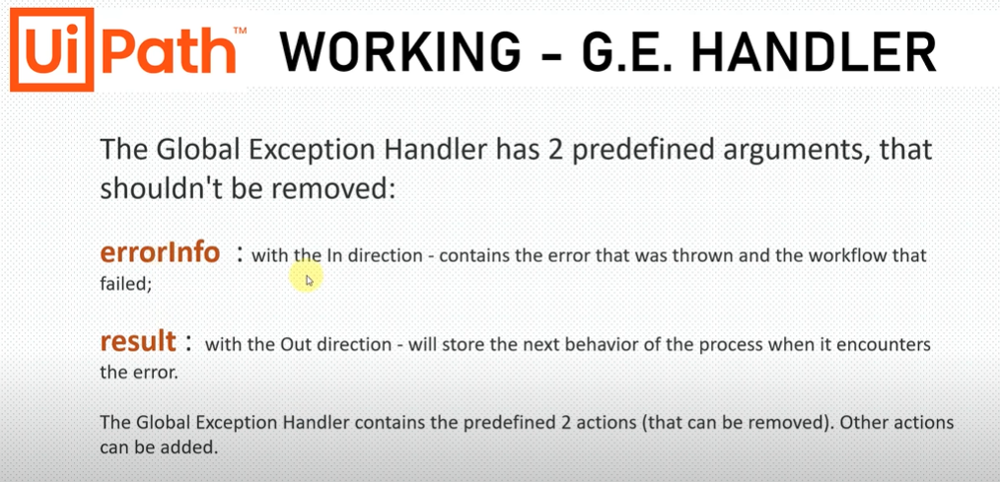 UiPath™ WORKING - G.E. HANDLER
The Global Exception Handler has 2 predefined arguments, that
shouldn't be removed:
errorInfo : with the In direction - contains the error that was thrown and the workflow that
failed;
result : with the Out direction - will store the next behavior of the process when it encounters
the error.
The Global Exception Handler contains the predefined 2 actions (that can be removed). Other actions
can be added.